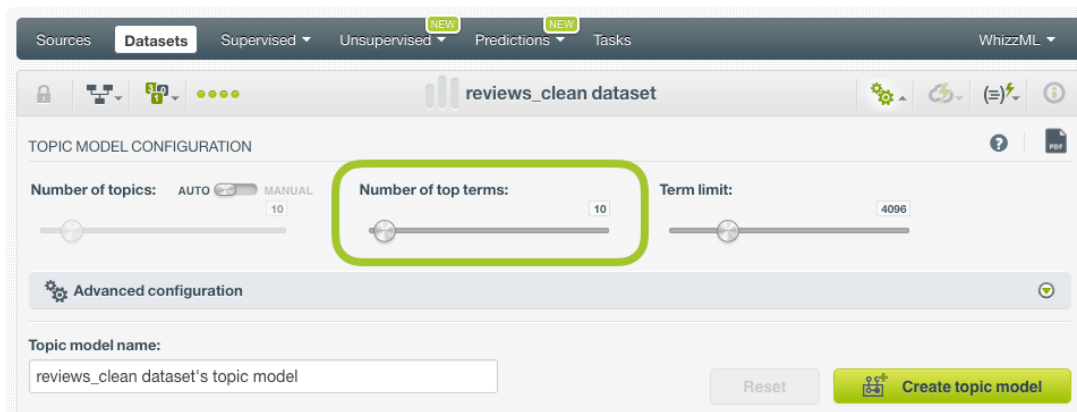 NEW NEW
Sources Datasets Supervised Unsupervised Predictions Tasks WhizzML
reviews_clean dataset
TOPIC MODEL CONFIGURATION
PDF
Number of topics: AUTO MANUAL Number of top terms: Term limit:
10 10 4096
Advanced configuration
Topic model name:
reviews_clean dataset's topic model
Reset Create topic model